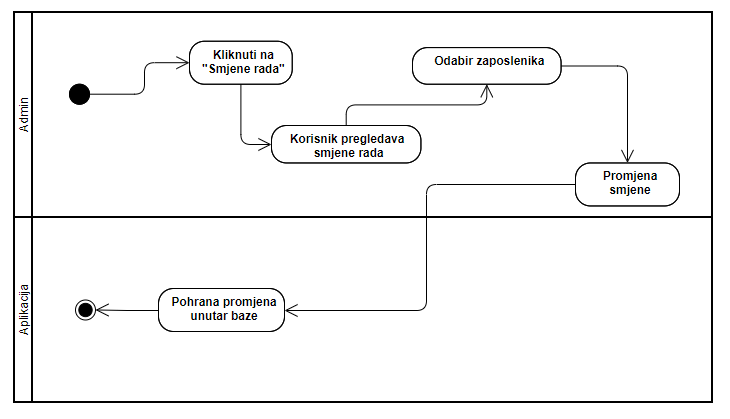 Admin
Kliknuti na
"Smjene rada"
Korisnik pregledava
smjene rada
Odabir zaposlenika
Promjena
smjene
Aplikacija
Pohrana promjena
unutar baze